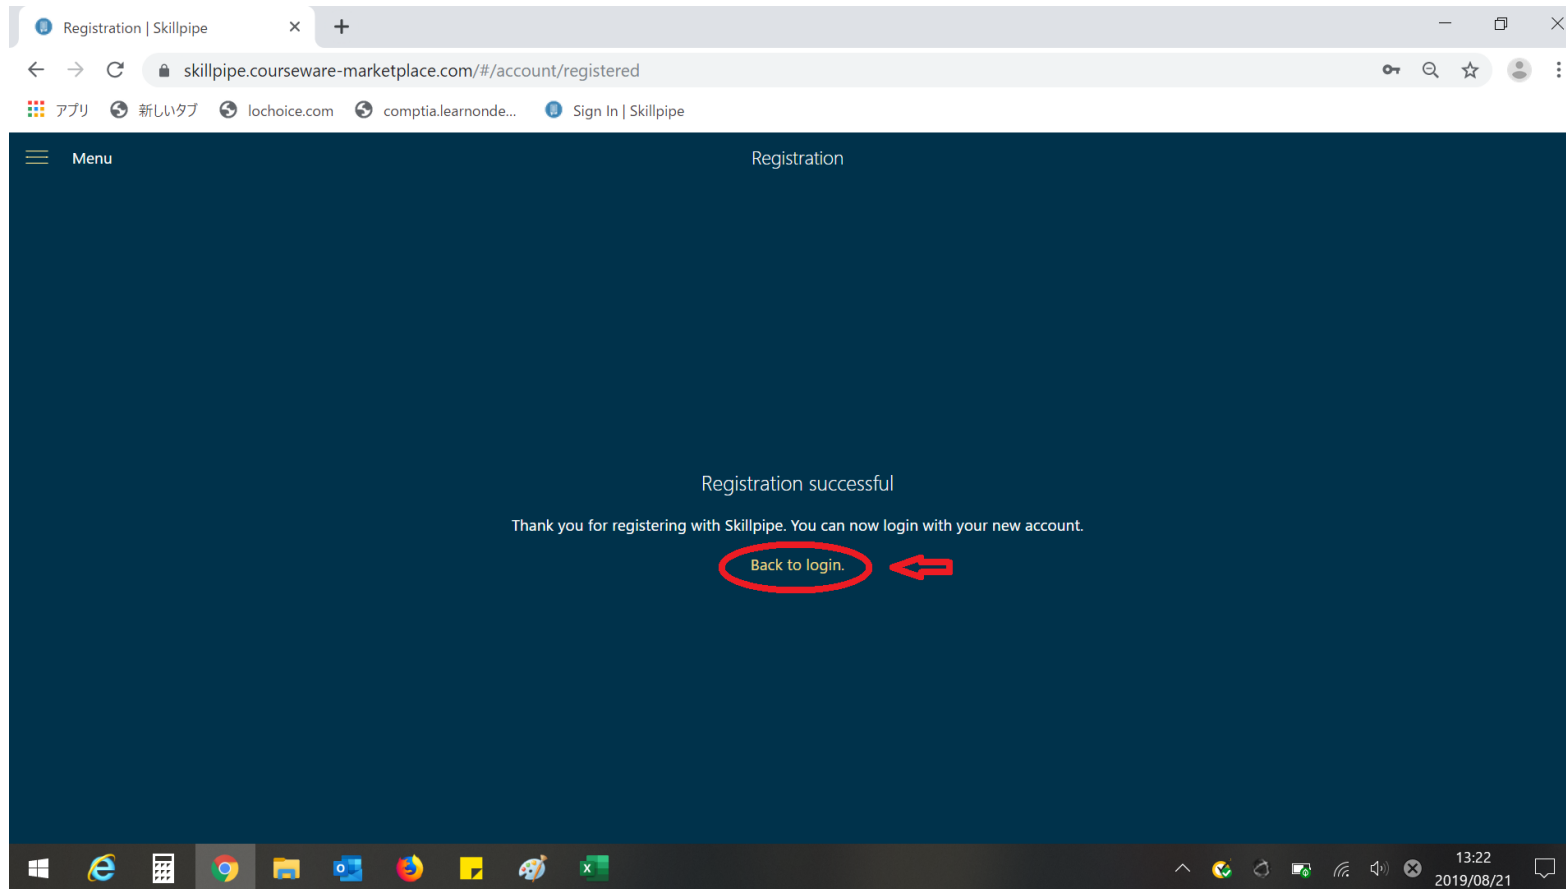 Registration | Skillpipe
skillpipe.courseware-marketplace.com/#/account/registered
アプリ 新しいタブ lochoice.com comptia.learnonde... Sign In | Skillpipe
Menu Registration
Registration successful
Thank you for registering with Skillpipe. You can now login with your new account.
Back to login.
13:22
2019/08/21